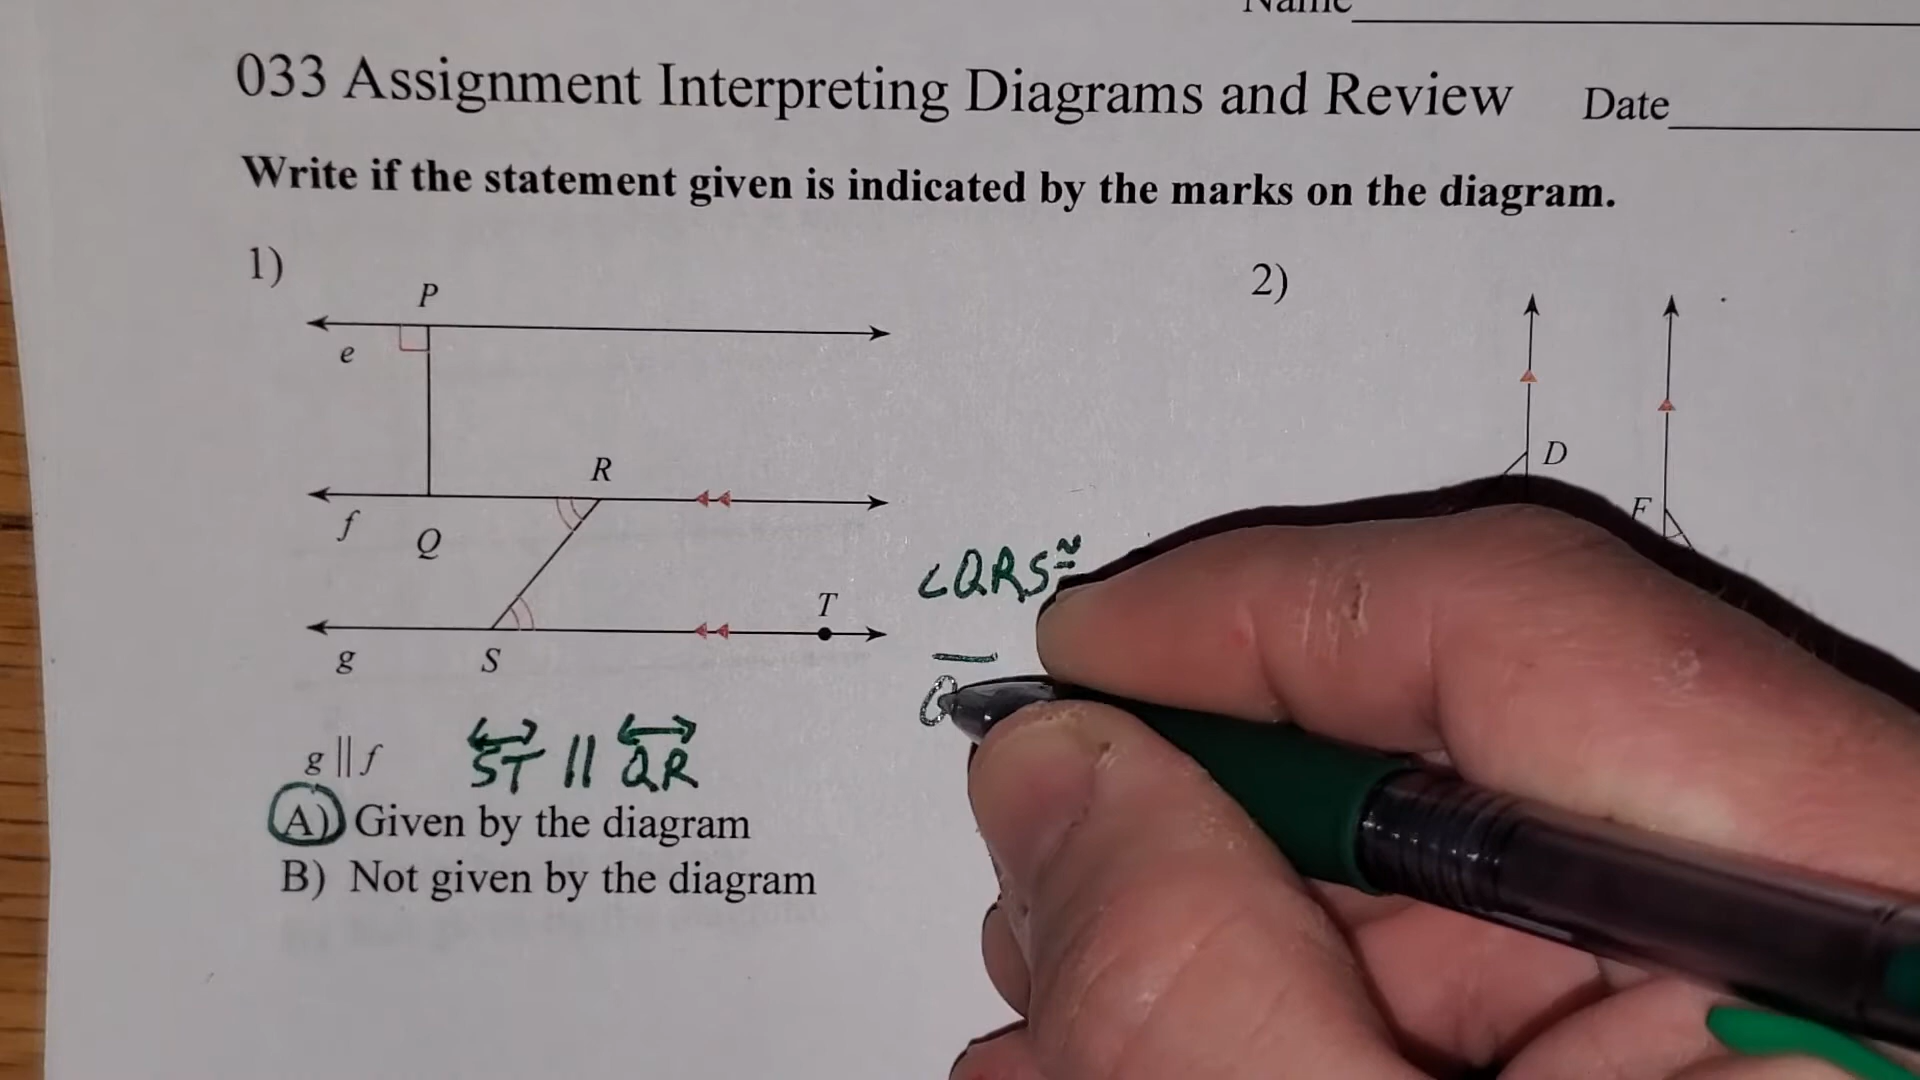 Name
033 Assignment Interpreting Diagrams and Review Date
Write if the statement given is indicated by the marks on the diagram.
1)
2)
P
e
D
R
F
f
Q
∠QRS≅
T
g
S
g || f ST || QR
A) Given by the diagram
B) Not given by the diagram